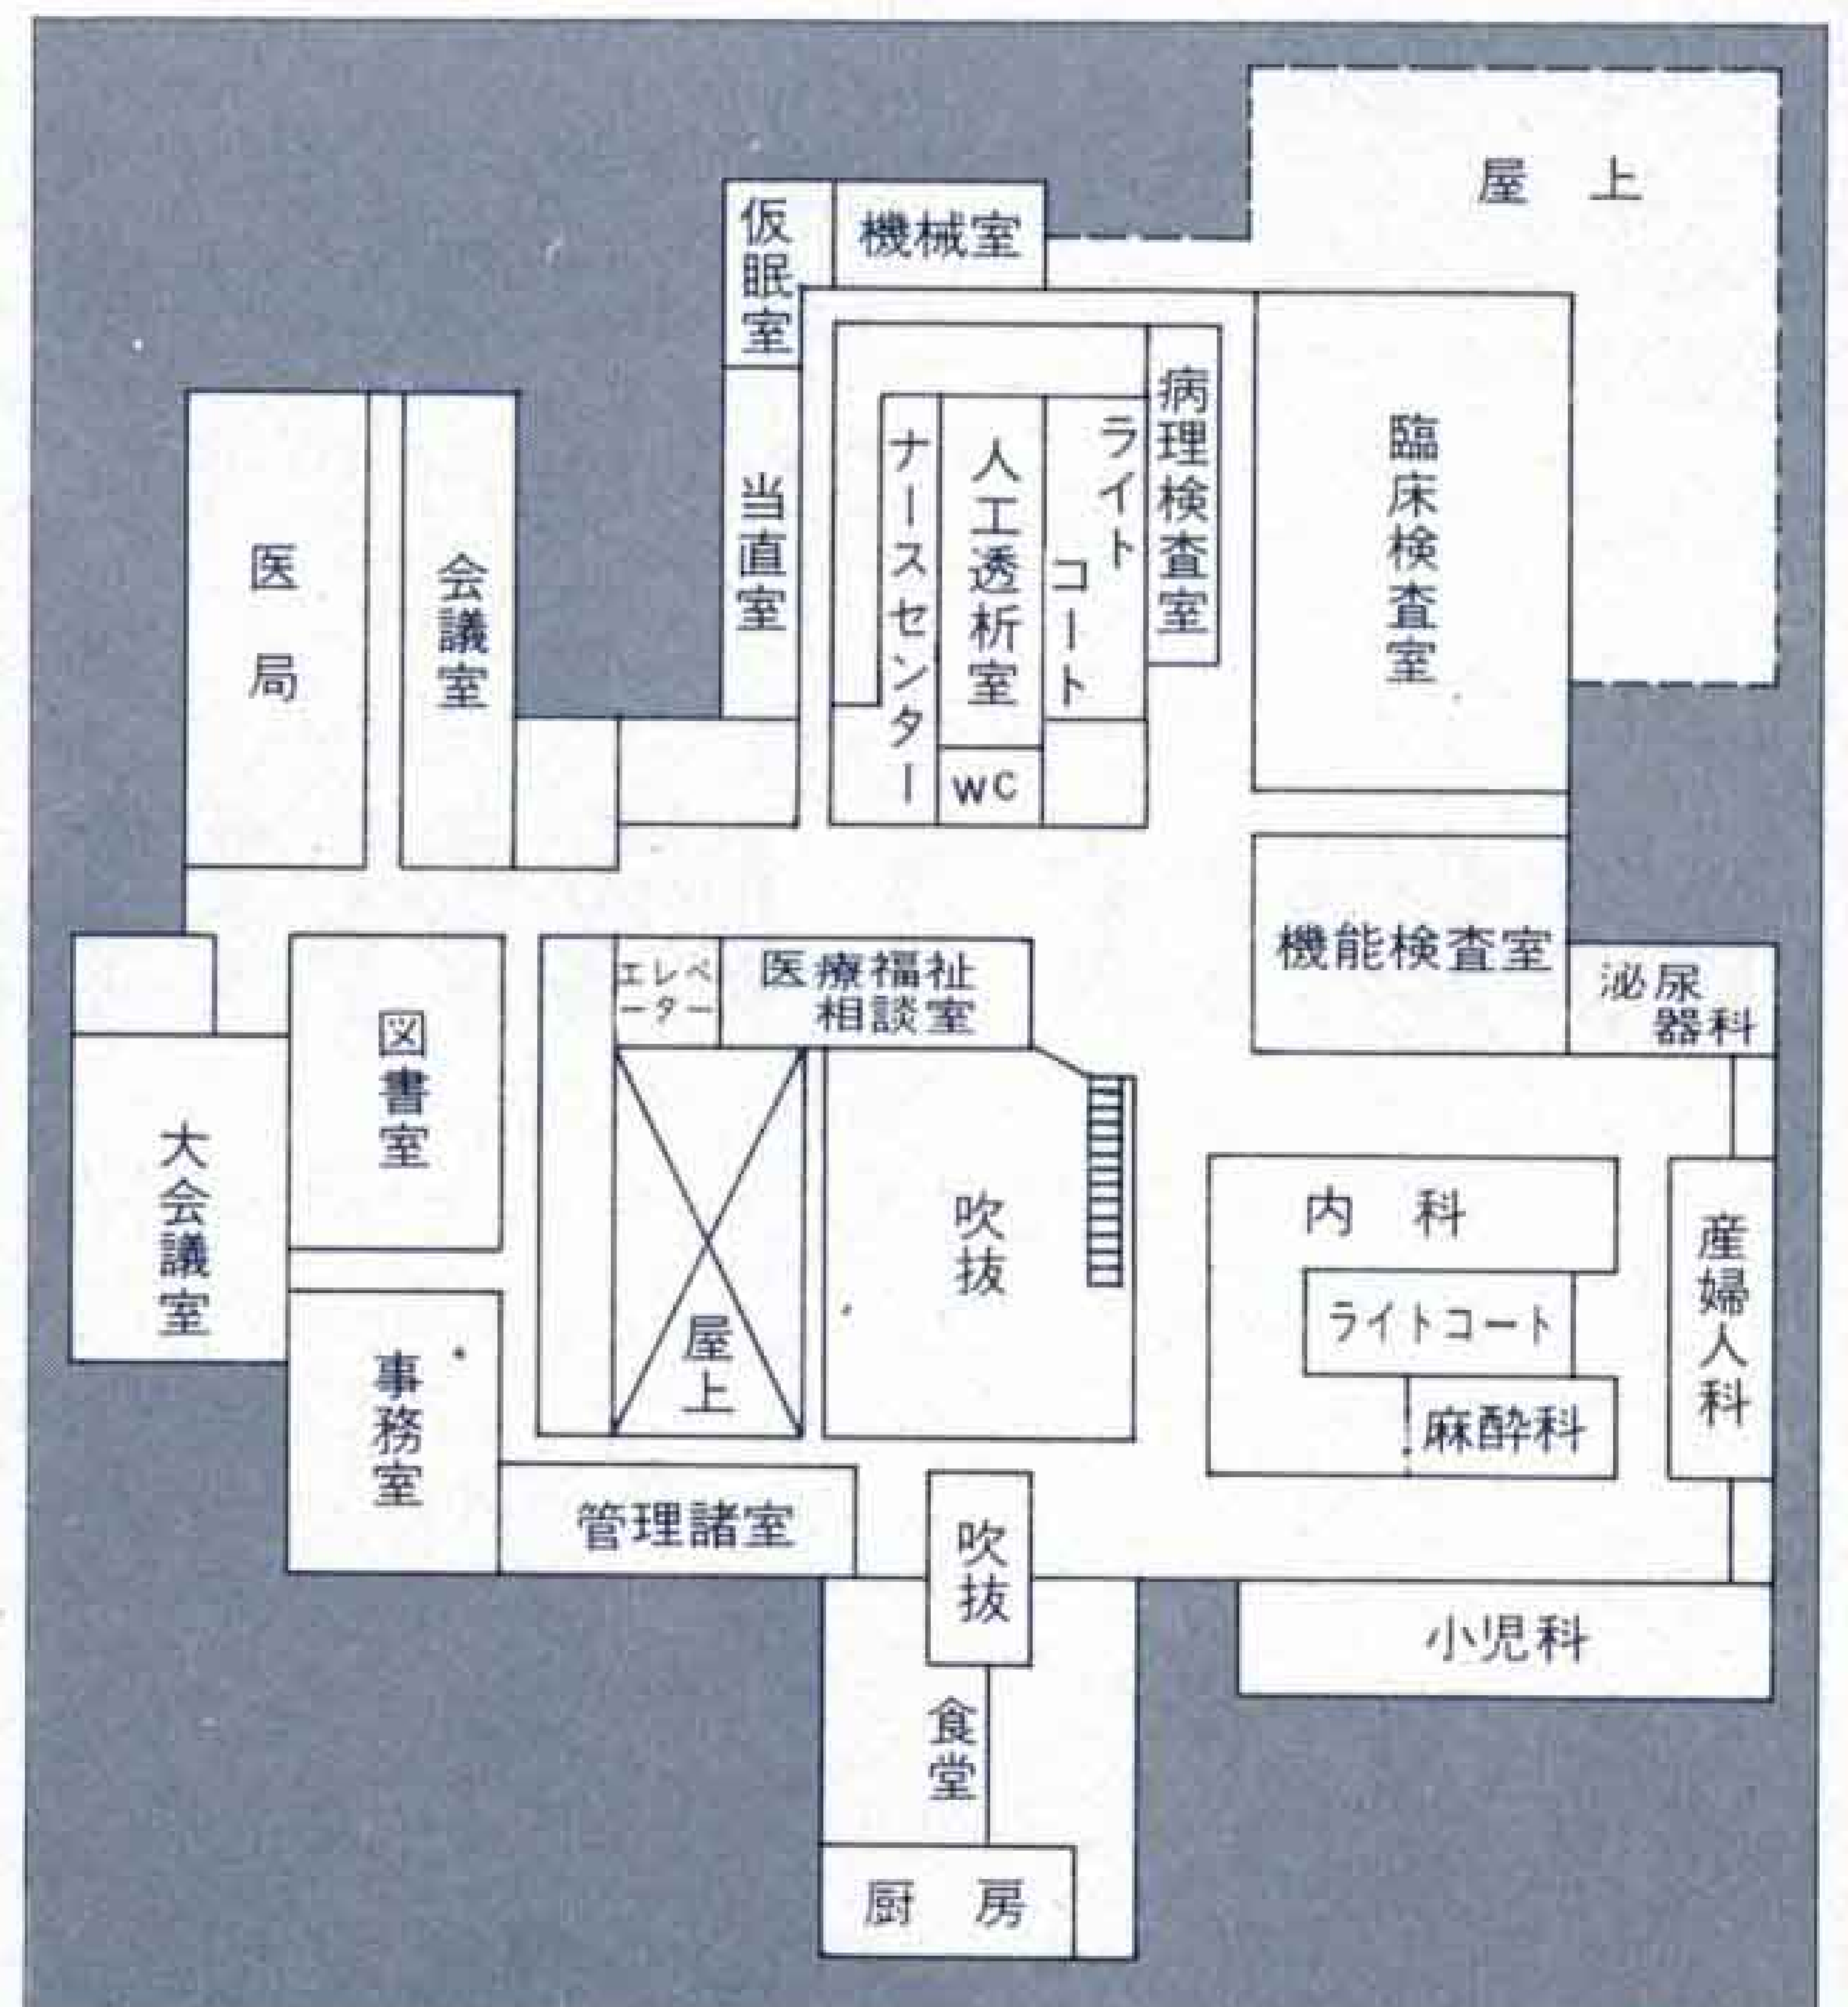 屋上
仮眠室
機械室
当直室
ナースセンター
人工透析室
ライト
コート
病理検査室
臨床検査室
WC
医局
会議室
機能検査室
泌尿
器科
エレベ
ーター
医療福祉
相談室
図書室
大会議室
吹抜
屋上
内科
ライトコート
麻酔科
産婦人科
事務室
管理諸室
吹抜
小児科
食堂
厨房